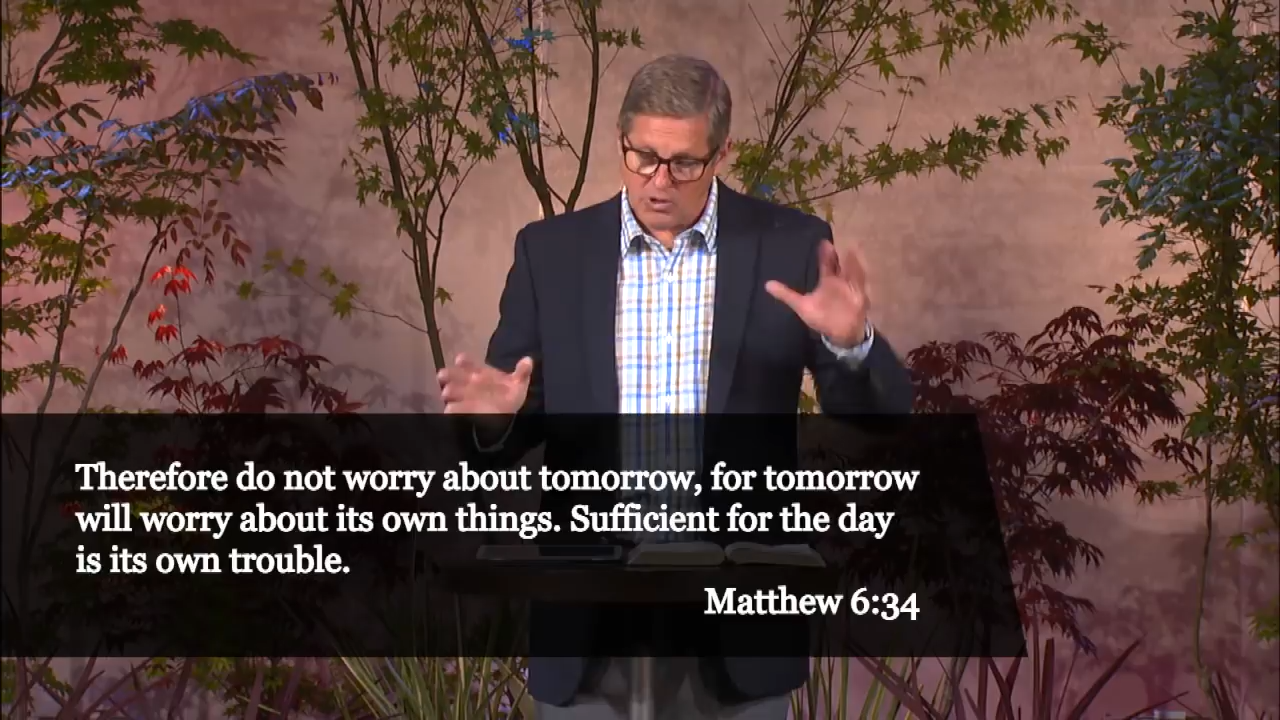 Therefore do not worry about tomorrow, for tomorrow
will worry about its own things. Sufficient for the day
is its own trouble.
Matthew 6:34